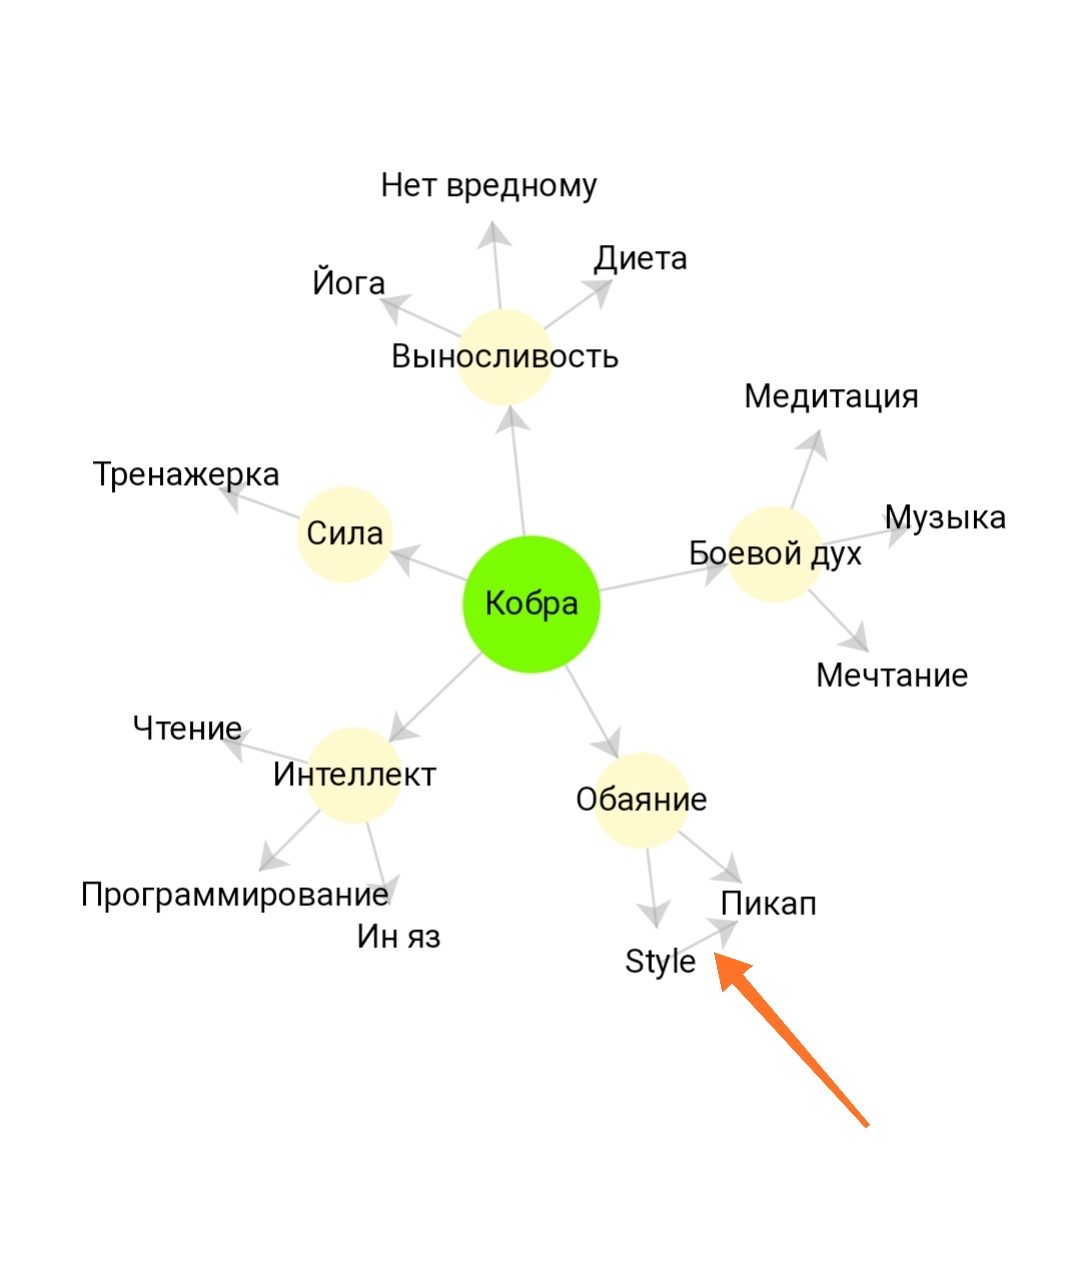 Нет вредному
Диета
Йога
Выносливость
Медитация
Тренажерка
Музыка
Сила
Боевой дух
Кобра
Мечтание
Чтение
Интеллект
Обаяние
Программирование
Пикап
Ин яз
Style